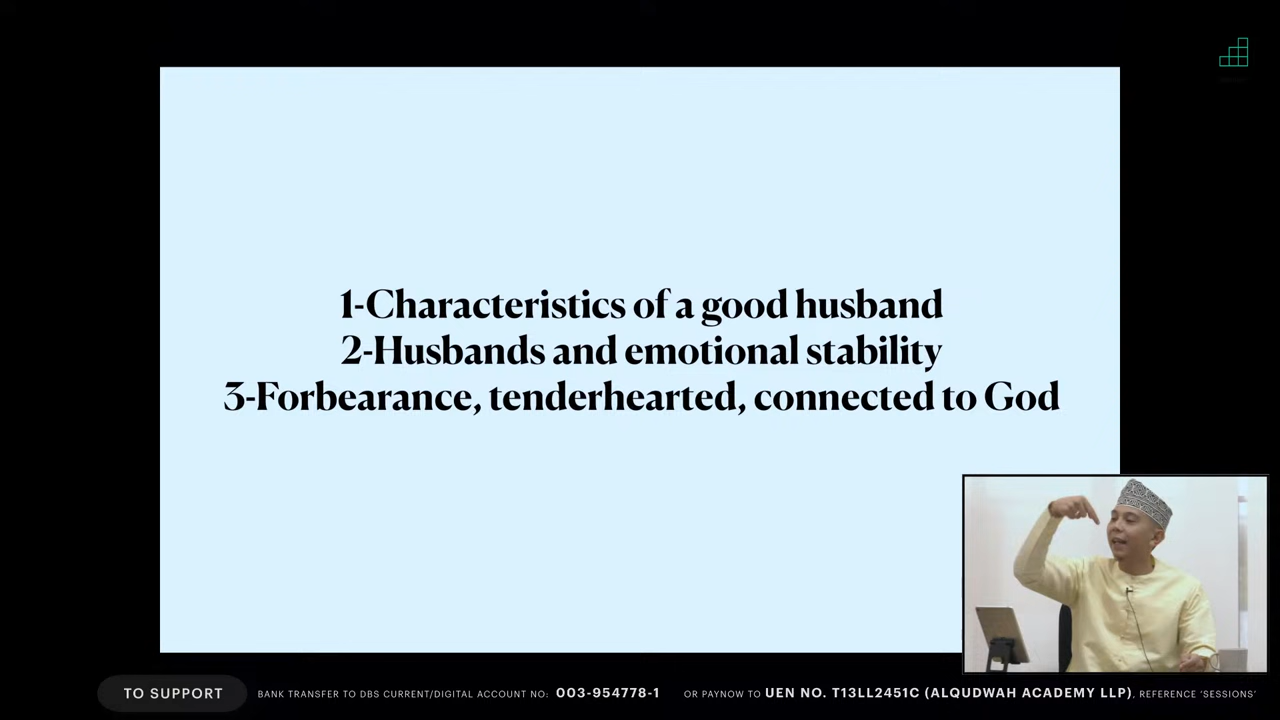 1-Characteristics of a good husband
2-Husbands and emotional stability
3-Forbearance, tenderhearted, connected to God
TO SUPPORT
BANK TRANSFER TO DBS CURRENT/DIGITAL ACCOUNT NO: 003-954778-1 OR PAYNOW TO UEN NO. T13LL2451C (ALQUDWAH ACADEMY LLP), REFERENCE 'SESSIONS'